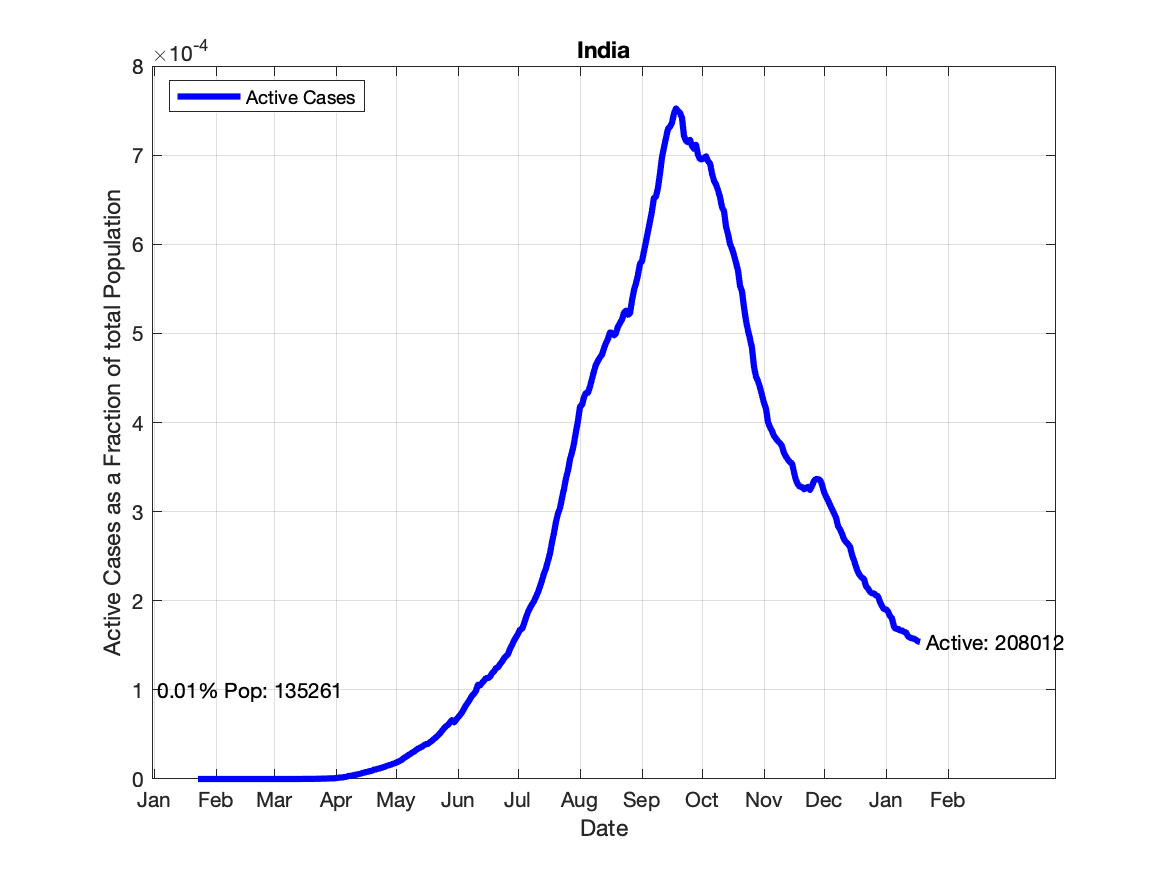 India
×10-4
Active Cases
8
7
6
5
4
3
2
1
0
Active Cases as a Fraction of total Population
0.01% Pop: 135261
Active: 208012
Jan Feb Mar Apr May Jun Jul Aug Sep Oct Nov Dec Jan Feb
Date